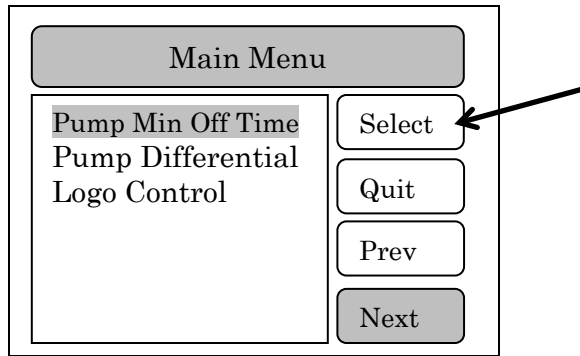 Main Menu
Pump Min Off Time
Pump Differential
Logo Control
Select
Quit
Prev
Next